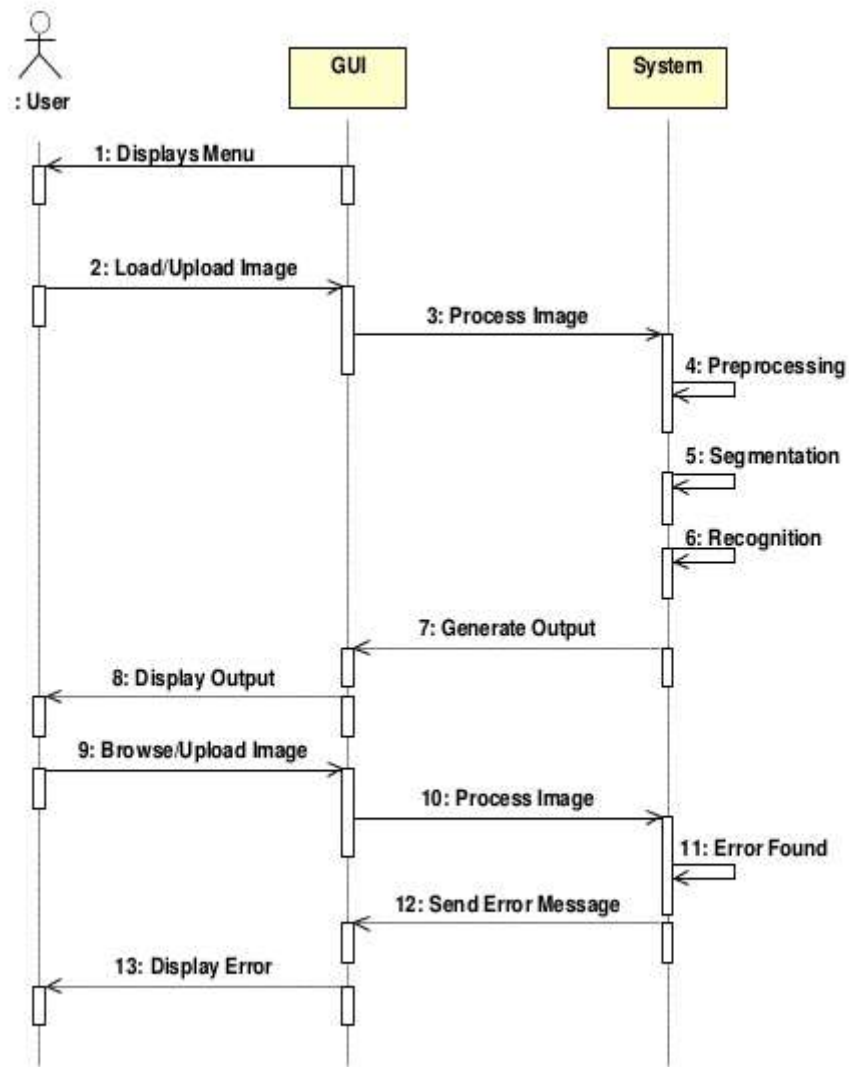 GUI
System
: User
1: Displays Menu
2: Load/Upload Image
3: Process Image
4: Preprocessing
5: Segmentation
6: Recognition
7: Generate Output
8: Display Output
9: Browse/Upload Image
10: Process Image
11: Error Found
12: Send Error Message
13: Display Error